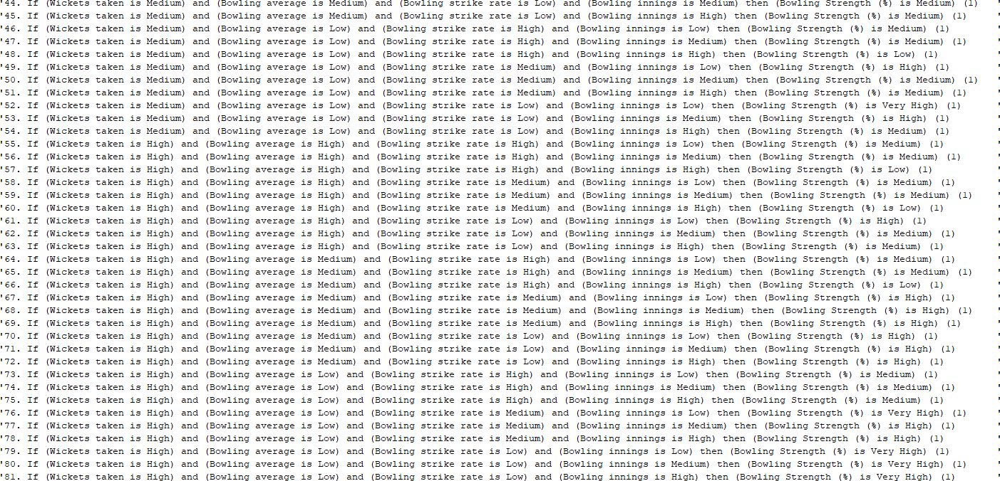 '44. If (Wickets taken is Medium) and (Bowling average is Medium) and (Bowling strike rate is Low) and (Bowling innings is Medium) then (Bowling Strength (%) is Medium) (1) '
'45. If (Wickets taken is Medium) and (Bowling average is Medium) and (Bowling strike rate is Low) and (Bowling innings is High) then (Bowling Strength (%) is Medium) (1) '
'46. If (Wickets taken is Medium) and (Bowling average is Low) and (Bowling strike rate is High) and (Bowling innings is Low) then (Bowling Strength (%) is Medium) (1) '
'47. If (Wickets taken is Medium) and (Bowling average is Low) and (Bowling strike rate is High) and (Bowling innings is Medium) then (Bowling Strength (%) is Medium) (1) '
'48. If (Wickets taken is Medium) and (Bowling average is Low) and (Bowling strike rate is High) and (Bowling innings is High) then (Bowling Strength (%) is Low) (1) '
'49. If (Wickets taken is Medium) and (Bowling average is Low) and (Bowling strike rate is Medium) and (Bowling innings is Low) then (Bowling Strength (%) is High) (1) '
'50. If (Wickets taken is Medium) and (Bowling average is Low) and (Bowling strike rate is Medium) and (Bowling innings is Medium) then (Bowling Strength (%) is Medium) (1) '
'51. If (Wickets taken is Medium) and (Bowling average is Low) and (Bowling strike rate is Medium) and (Bowling innings is High) then (Bowling Strength (%) is Medium) (1) '
'52. If (Wickets taken is Medium) and (Bowling average is Low) and (Bowling strike rate is Low) and (Bowling innings is Low) then (Bowling Strength (%) is Very High) (1) '
'53. If (Wickets taken is Medium) and (Bowling average is Low) and (Bowling strike rate is Low) and (Bowling innings is Medium) then (Bowling Strength (%) is High) (1) '
'54. If (Wickets taken is Medium) and (Bowling average is Low) and (Bowling strike rate is Low) and (Bowling innings is High) then (Bowling Strength (%) is Medium) (1) '
'55. If (Wickets taken is High) and (Bowling average is High) and (Bowling strike rate is High) and (Bowling innings is Low) then (Bowling Strength (%) is Medium) (1) '
'56. If (Wickets taken is High) and (Bowling average is High) and (Bowling strike rate is High) and (Bowling innings is Medium) then (Bowling Strength (%) is Medium) (1) '
'57. If (Wickets taken is High) and (Bowling average is High) and (Bowling strike rate is High) and (Bowling innings is High) then (Bowling Strength (%) is Low) (1) '
'58. If (Wickets taken is High) and (Bowling average is High) and (Bowling strike rate is Medium) and (Bowling innings is Low) then (Bowling Strength (%) is Medium) (1) '
'59. If (Wickets taken is High) and (Bowling average is High) and (Bowling strike rate is Medium) and (Bowling innings is Medium) then (Bowling Strength (%) is Medium) (1) '
'60. If (Wickets taken is High) and (Bowling average is High) and (Bowling strike rate is Medium) and (Bowling innings is High) then (Bowling Strength (%) is Low) (1) '
'61. If (Wickets taken is High) and (Bowling average is High) and (Bowling strike rate is Low) and (Bowling innings is Low) then (Bowling Strength (%) is High) (1) '
'62. If (Wickets taken is High) and (Bowling average is High) and (Bowling strike rate is Low) and (Bowling innings is Medium) then (Bowling Strength (%) is Medium) (1) '
'63. If (Wickets taken is High) and (Bowling average is High) and (Bowling strike rate is Low) and (Bowling innings is High) then (Bowling Strength (%) is Medium) (1) '
'64. If (Wickets taken is High) and (Bowling average is Medium) and (Bowling strike rate is High) and (Bowling innings is Low) then (Bowling Strength (%) is Medium) (1) '
'65. If (Wickets taken is High) and (Bowling average is Medium) and (Bowling strike rate is High) and (Bowling innings is Medium) then (Bowling Strength (%) is Medium) (1) '
'66. If (Wickets taken is High) and (Bowling average is Medium) and (Bowling strike rate is High) and (Bowling innings is High) then (Bowling Strength (%) is Low) (1) '
'67. If (Wickets taken is High) and (Bowling average is Medium) and (Bowling strike rate is Medium) and (Bowling innings is Low) then (Bowling Strength (%) is High) (1) '
'68. If (Wickets taken is High) and (Bowling average is Medium) and (Bowling strike rate is Medium) and (Bowling innings is Medium) then (Bowling Strength (%) is High) (1) '
'69. If (Wickets taken is High) and (Bowling average is Medium) and (Bowling strike rate is Medium) and (Bowling innings is High) then (Bowling Strength (%) is High) (1) '
'70. If (Wickets taken is High) and (Bowling average is Medium) and (Bowling strike rate is Low) and (Bowling innings is Low) then (Bowling Strength (%) is High) (1) '
'71. If (Wickets taken is High) and (Bowling average is Medium) and (Bowling strike rate is Low) and (Bowling innings is Medium) then (Bowling Strength (%) is High) (1) '
'72. If (Wickets taken is High) and (Bowling average is Medium) and (Bowling strike rate is Low) and (Bowling innings is High) then (Bowling Strength (%) is High) (1) '
'73. If (Wickets taken is High) and (Bowling average is Low) and (Bowling strike rate is High) and (Bowling innings is Low) then (Bowling Strength (%) is Medium) (1) '
'74. If (Wickets taken is High) and (Bowling average is Low) and (Bowling strike rate is High) and (Bowling innings is Medium) then (Bowling Strength (%) is Medium) (1) '
'75. If (Wickets taken is High) and (Bowling average is Low) and (Bowling strike rate is High) and (Bowling innings is High) then (Bowling Strength (%) is Medium) (1) '
'76. If (Wickets taken is High) and (Bowling average is Low) and (Bowling strike rate is Medium) and (Bowling innings is Low) then (Bowling Strength (%) is Very High) (1) '
'77. If (Wickets taken is High) and (Bowling average is Low) and (Bowling strike rate is Medium) and (Bowling innings is Medium) then (Bowling Strength (%) is High) (1) '
'78. If (Wickets taken is High) and (Bowling average is Low) and (Bowling strike rate is Medium) and (Bowling innings is High) then (Bowling Strength (%) is High) (1) '
'79. If (Wickets taken is High) and (Bowling average is Low) and (Bowling strike rate is Low) and (Bowling innings is Low) then (Bowling Strength (%) is Very High) (1) '
'80. If (Wickets taken is High) and (Bowling average is Low) and (Bowling strike rate is Low) and (Bowling innings is Medium) then (Bowling Strength (%) is Very High) (1) '
'81. If (Wickets taken is High) and (Bowling average is Low) and (Bowling strike rate is Low) and (Bowling innings is High) then (Bowling Strength (%) is Very High) (1) '